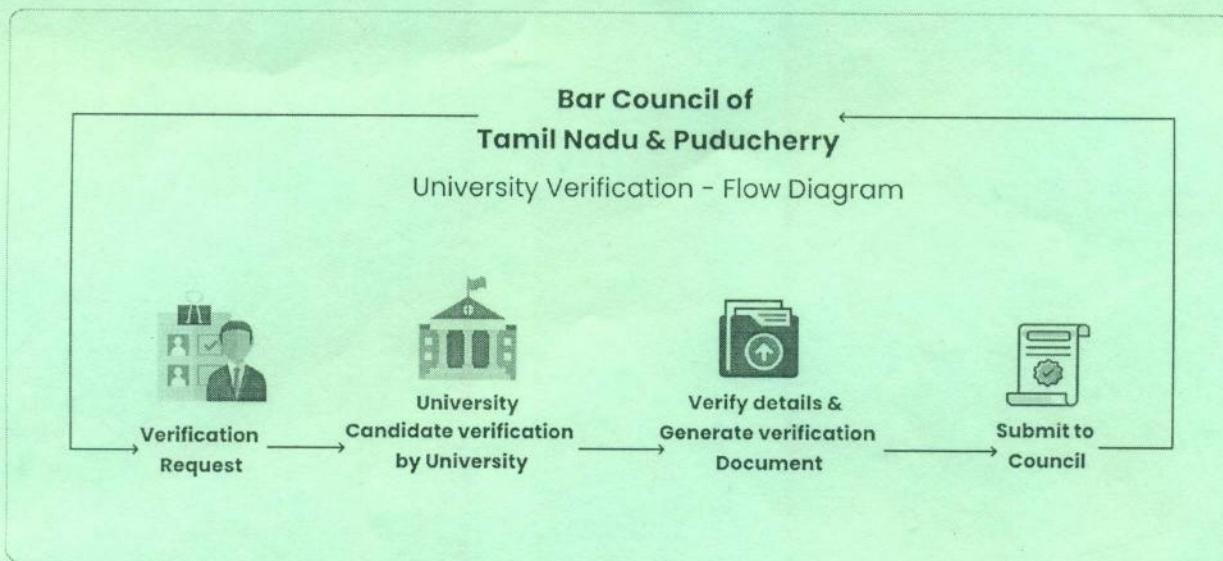 Bar Council of
Tamil Nadu & Puducherry
University Verification - Flow Diagram
Verification
Request
University
Candidate verification
by University
Verify details &
Generate verification
Document
Submit to
Council